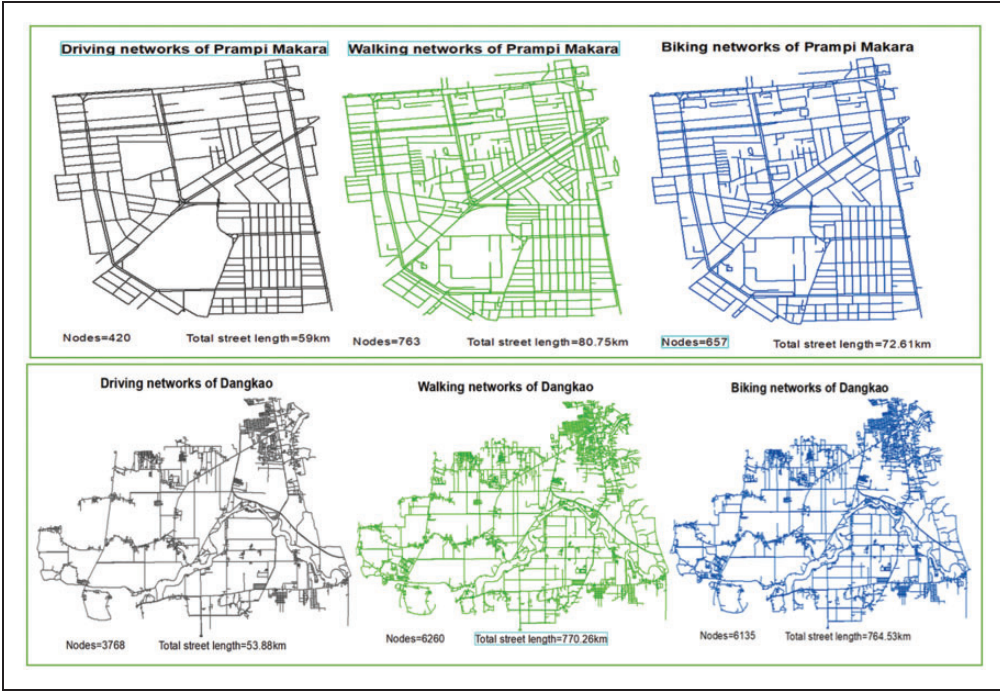 Driving networks of Prampi Makara
Walking networks of Prampi Makara
Biking networks of Prampi Makara
Nodes=420
Total street length=59km
Nodes=763
Total street length=80.75km
Nodes=657
Total street length=72.61km
Driving networks of Dangkao
Walking networks of Dangkao
Biking networks of Dangkao
Nodes=3768
Total street length=53.88km
Nodes=6260
Total street length=770.26km
Nodes=6135
Total street length=764.53km